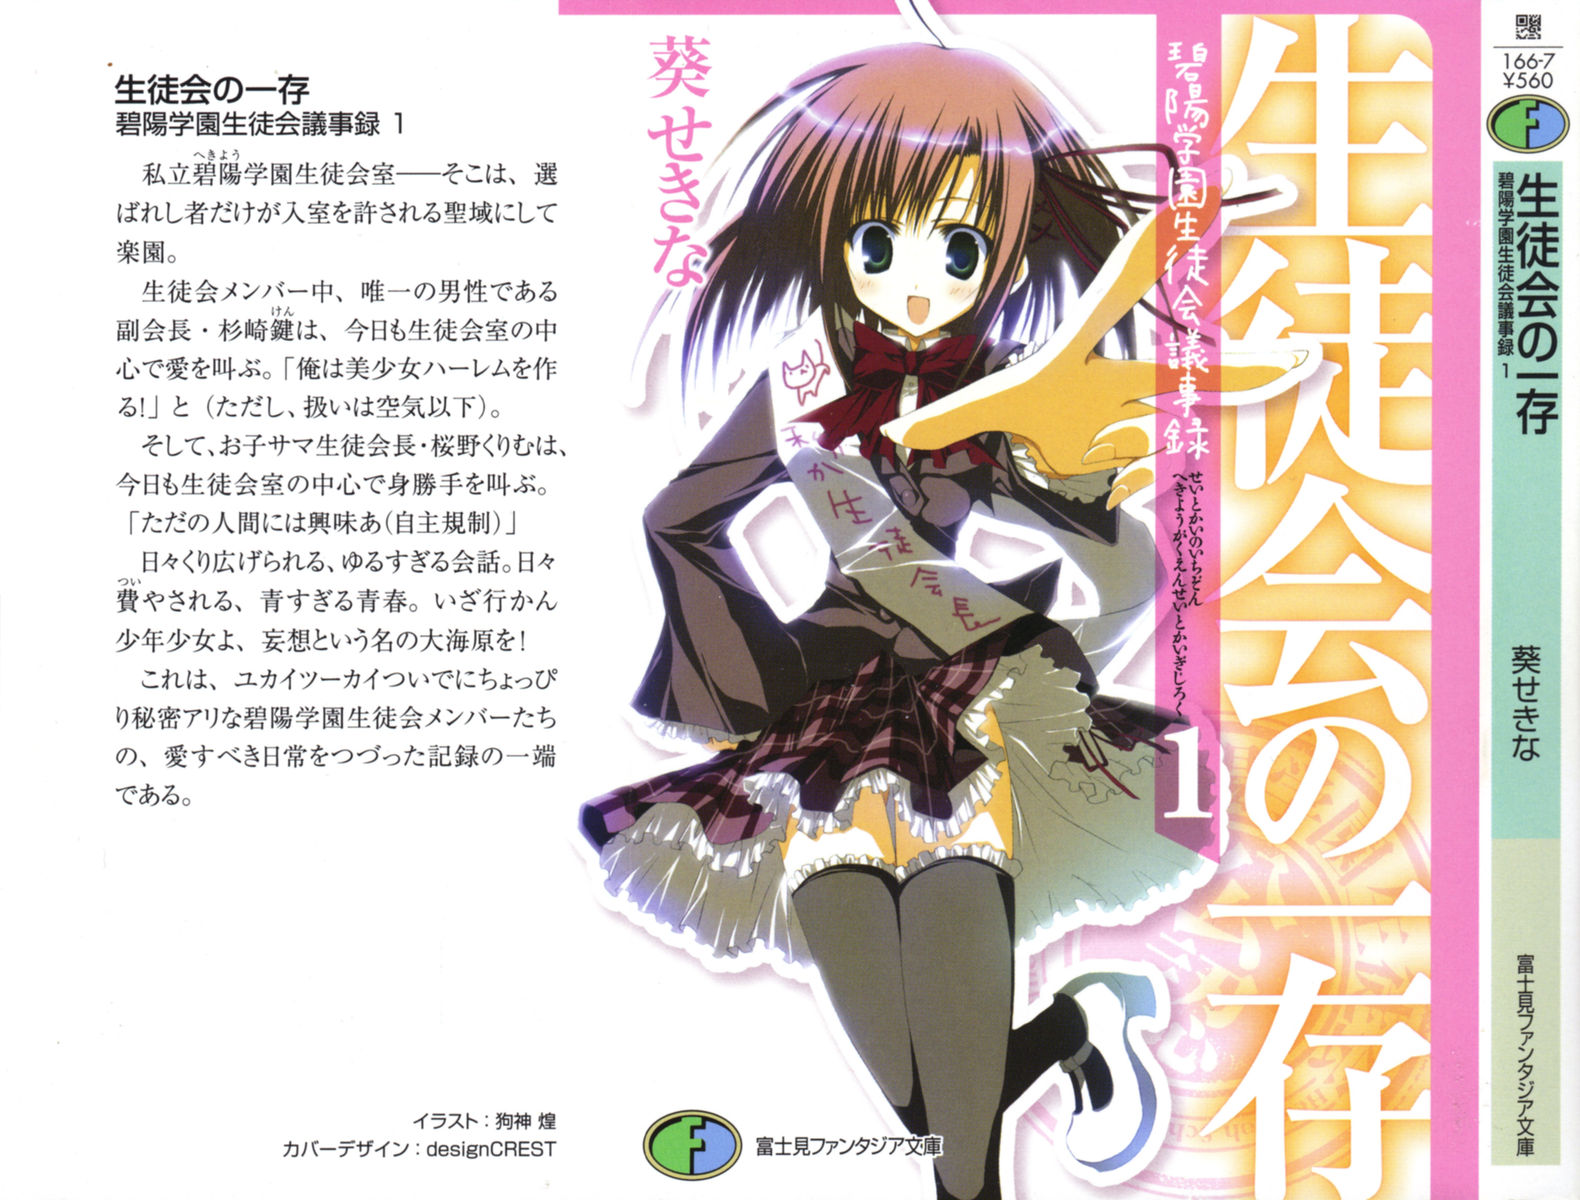 生徒会の一存
碧陽学園生徒会議事録 1
へきよう
私立碧陽学園生徒会室――そこは、選
ばれし者だけが入室を許される聖域にして
楽園。
生徒会メンバー中、唯一の男性である
けん
副会長・杉崎鍵は、今日も生徒会室の中
心で愛を叫ぶ。「俺は美少女ハーレムを作
る!」と（ただし、扱いは空気以下）。
そして、お子サマ生徒会長・桜野くりむは、
今日も生徒会室の中心で身勝手を叫ぶ。
「ただの人間には興味あ（自主規制）」
日々くり広げられる、ゆるすぎる会話。日々
つい
費やされる、青すぎる青春。いざ行かん
少年少女よ、妄想という名の大海原を!
これは、ユカイツーカイついでにちょっぴ
り秘密アリな碧陽学園生徒会メンバーたち
の、愛すべき日常をつづった記録の一端
である。
イラスト：狗神 煌
カバーデザイン：designCREST
葵せきな
私が生徒会長
F
富士見ファンタジア文庫
碧陽学園生徒会議事録
せいとかいのいちぞん
へきようがくえんせいとかいぎじろく
1
生徒会の一存
166-7
¥560
F
生徒会の一存
碧陽学園生徒会議事録 1
葵せきな
富士見ファンタジア文庫